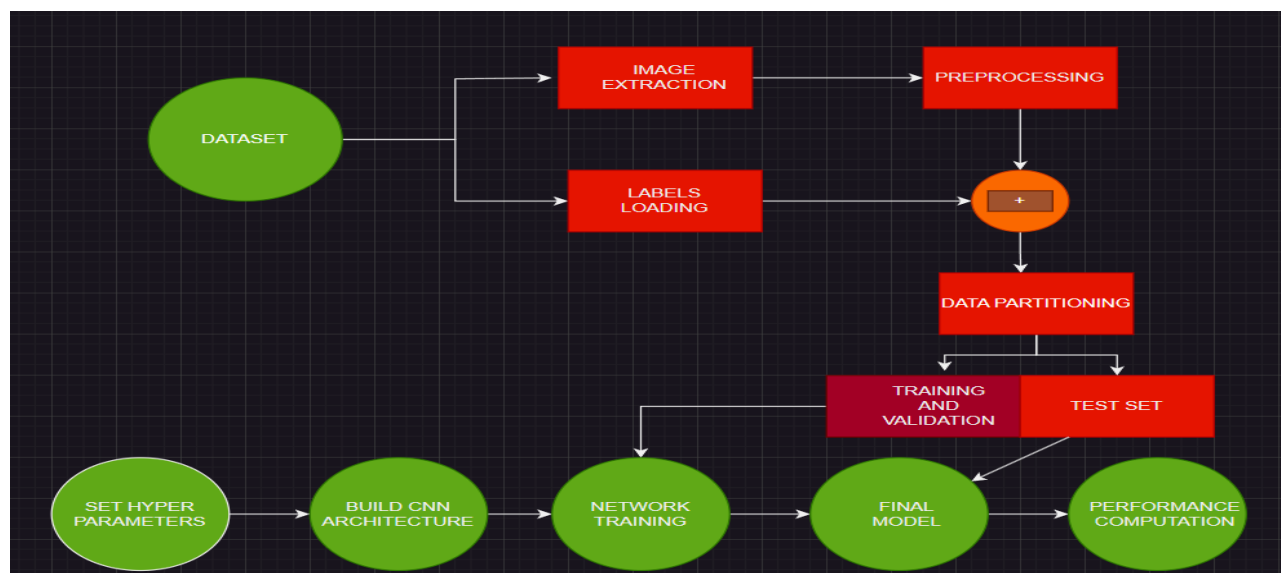 IMAGE
EXTRACTION
PREPROCESSING
DATASET
LABELS
LOADING
+
DATA PARTITIONING
TRAINING
AND
VALIDATION
TEST SET
SET HYPER
PARAMETERS
BUILD CNN
ARCHITECTURE
NETWORK
TRAINING
FINAL
MODEL
PERFORMANCE
COMPUTATION